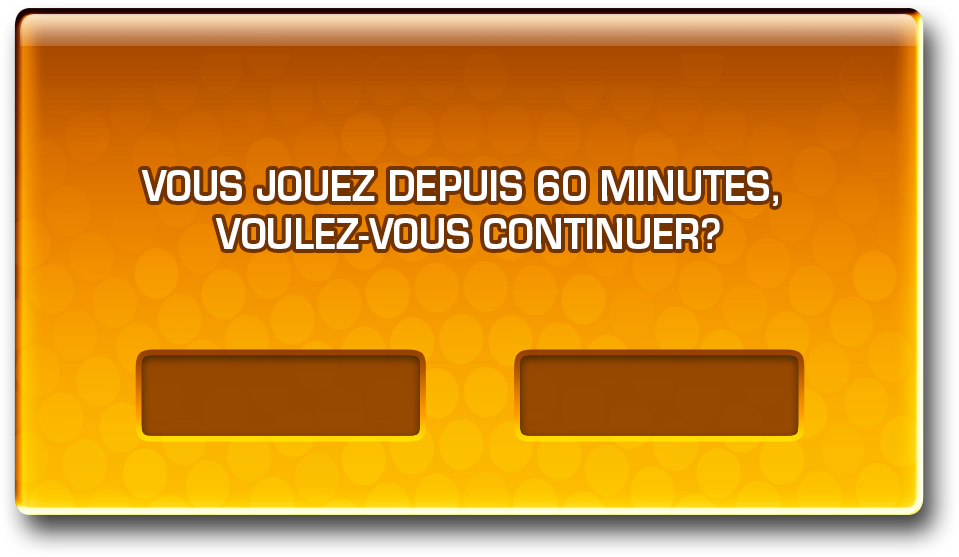 VOUS JOUEZ DEPUIS 60 MINUTES,
VOULEZ-VOUS CONTINUER?